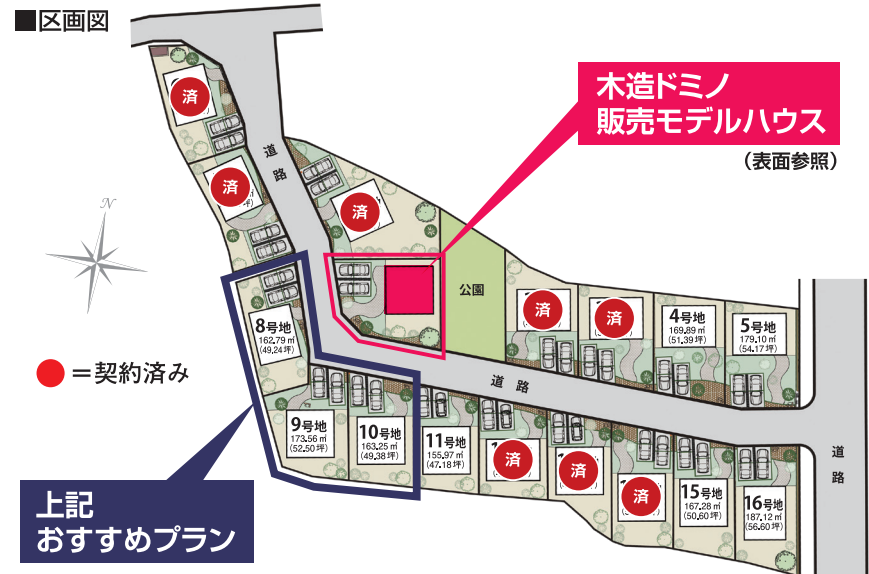 ■区画図
木造ドミノ
販売モデルハウス
(表面参照)
済
道路
済
済
N
公園
8号地
162.79㎡
(49.24坪)
済
済
4号地
169.89㎡
(51.39坪)
5号地
179.10㎡
(54.17坪)
●＝契約済み
道路
9号地
173.56㎡
(52.50坪)
10号地
163.25㎡
(49.38坪)
11号地
155.97㎡
(47.18坪)
済
済
済
15号地
167.28㎡
(50.60坪)
16号地
187.12㎡
(56.60坪)
道路
上記
おすすめプラン